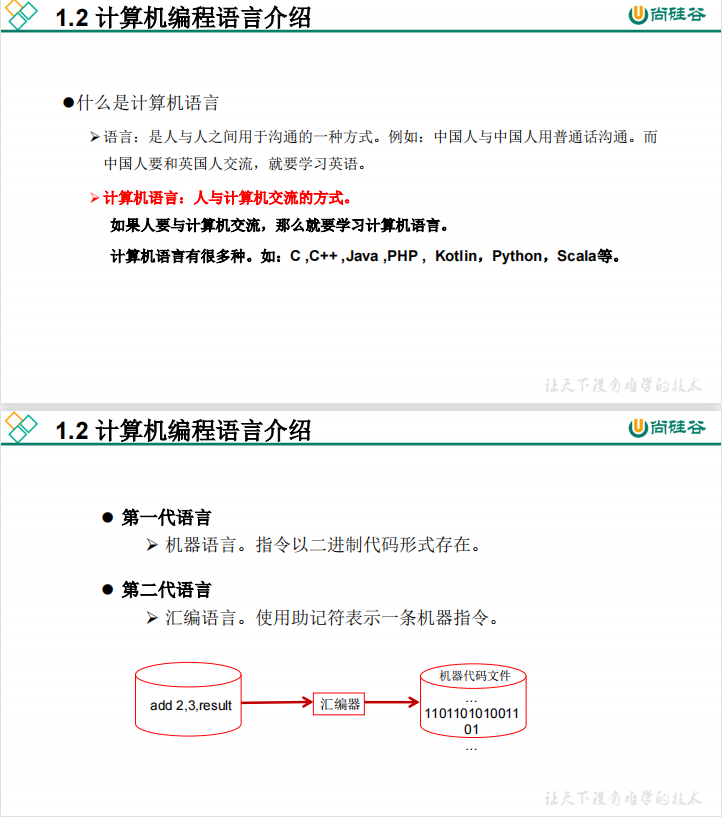 1.2 计算机编程语言介绍
尚硅谷
●什么是计算机语言
➢语言：是人与人之间用于沟通的一种方式。例如：中国人与中国人用普通话沟通。而
中国人要和英国人交流，就要学习英语。
➢计算机语言：人与计算机交流的方式。
如果人要与计算机交流，那么就要学习计算机语言。
计算机语言有很多种。如：C ,C++ ,Java ,PHP , Kotlin，Python，Scala等。
让天下没有难学的技术
1.2 计算机编程语言介绍
尚硅谷
● 第一代语言
➢ 机器语言。指令以二进制代码形式存在。
● 第二代语言
➢ 汇编语言。使用助记符表示一条机器指令。
add 2,3,result
汇编器
机器代码文件
…
1101101010011
01
…
让天下没有难学的技术